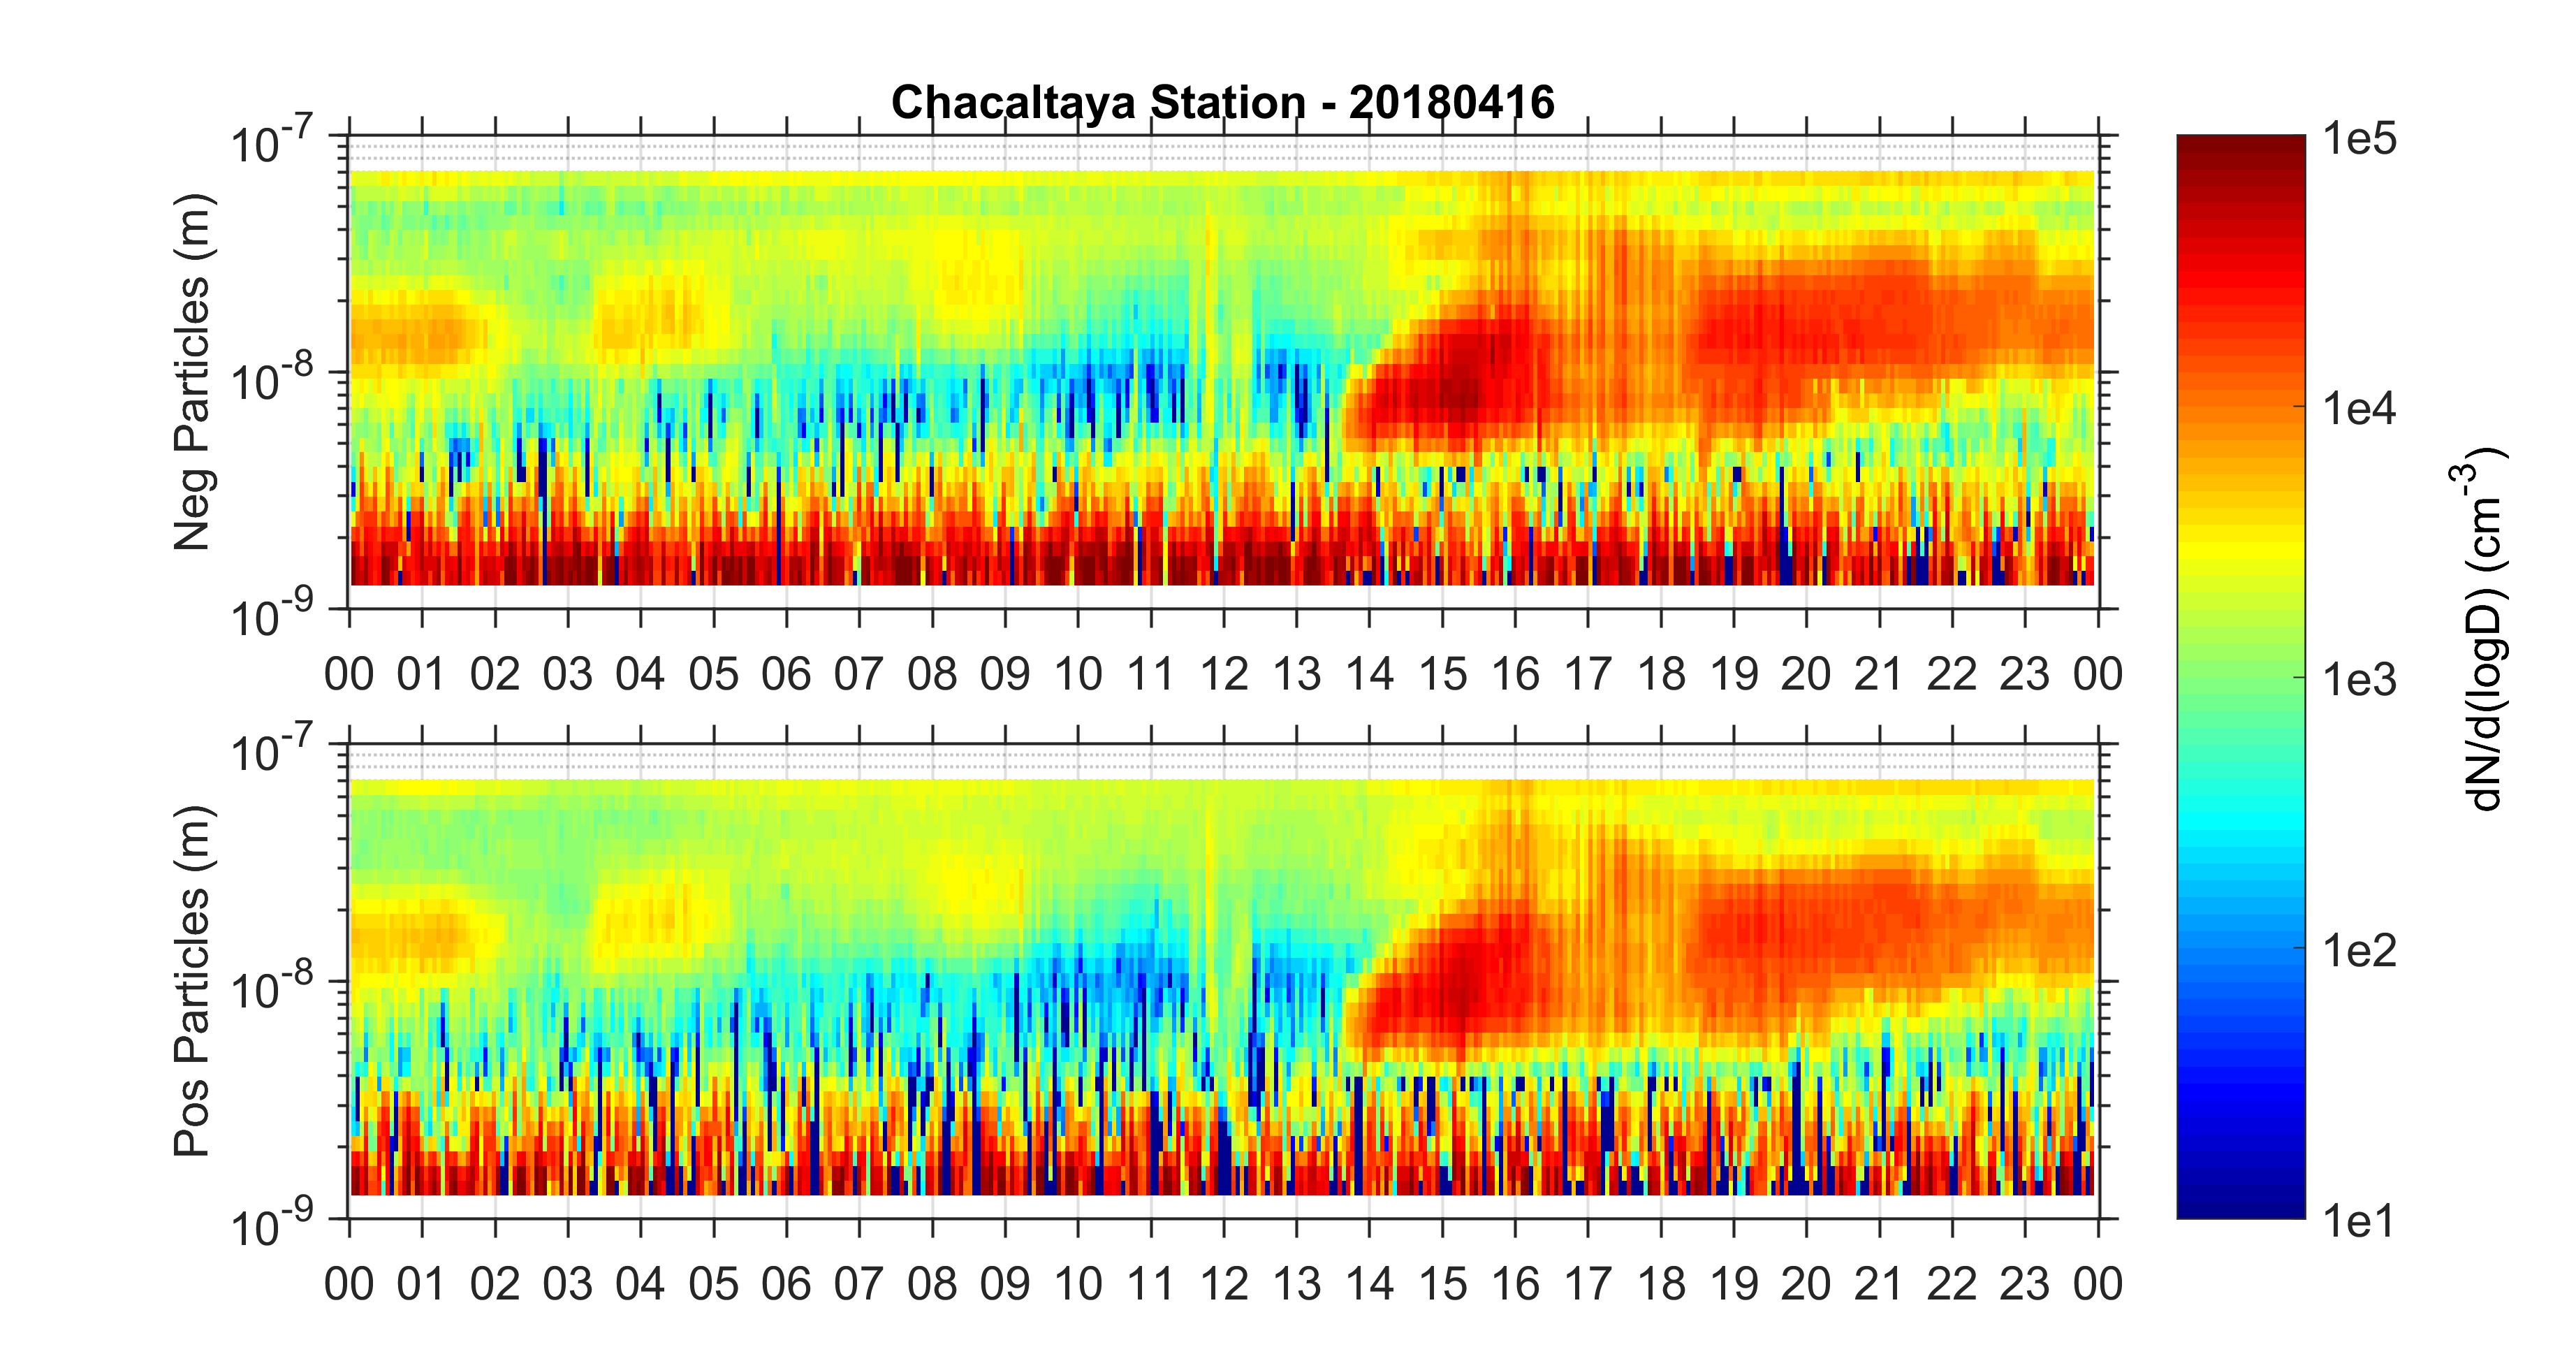 Chacaltaya Station - 20180416
Neg Particles (m)
10^-7
10^-8
10^-9
00 01 02 03 04 05 06 07 08 09 10 11 12 13 14 15 16 17 18 19 20 21 22 23 00
Pos Particles (m)
10^-7
10^-8
10^-9
00 01 02 03 04 05 06 07 08 09 10 11 12 13 14 15 16 17 18 19 20 21 22 23 00
1e5
1e4
1e3
1e2
1e1
dN/d(logD) (cm^-3)